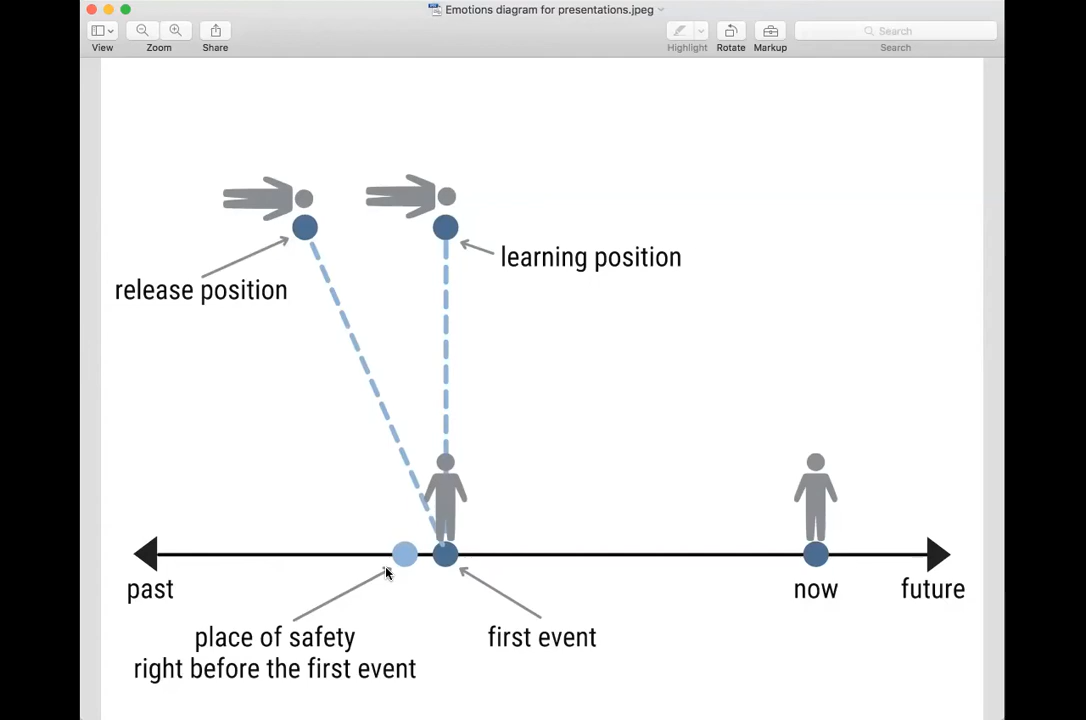 Emotions diagram for presentations.jpeg
View
Zoom
Share
Highlight
Rotate
Markup
Search
Search
learning position
release position
past
now
future
place of safety
right before the first event
first event